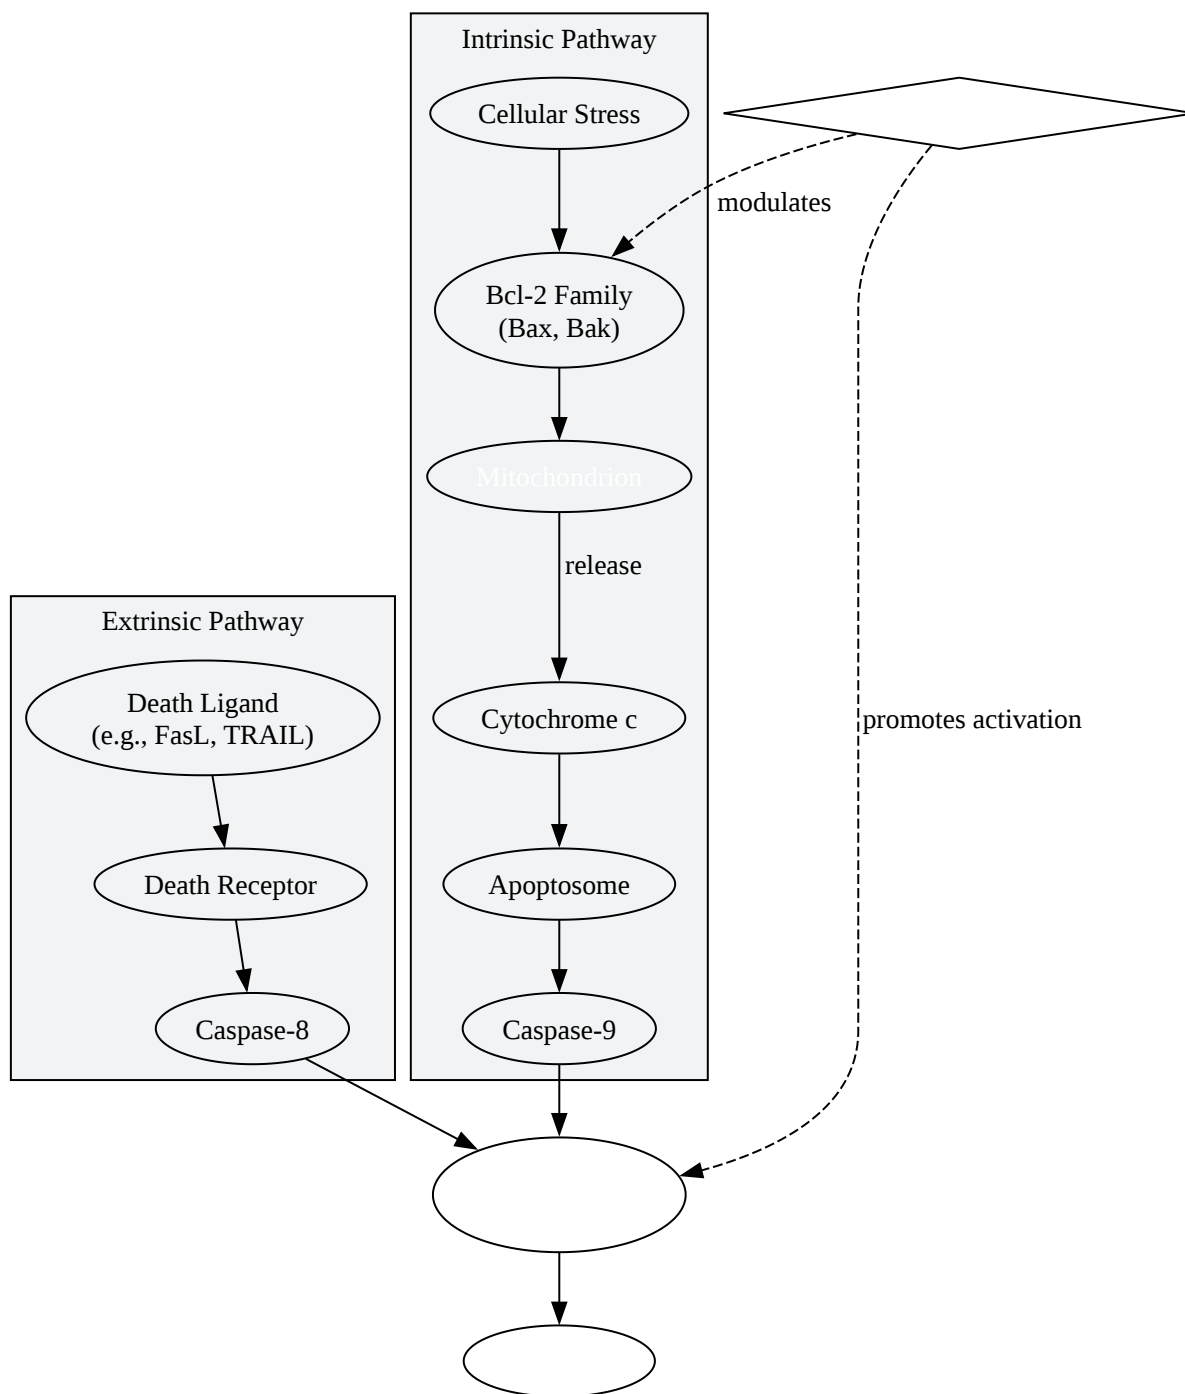 Intrinsic Pathway
Cellular Stress
modulates
Bcl-2 Family
(Bax, Bak)
Mitochondrion
release
Extrinsic Pathway
Death Ligand
(e.g., FasL, TRAIL)
Cytochrome c
promotes activation
Death Receptor
Apoptosome
Caspase-8
Caspase-9